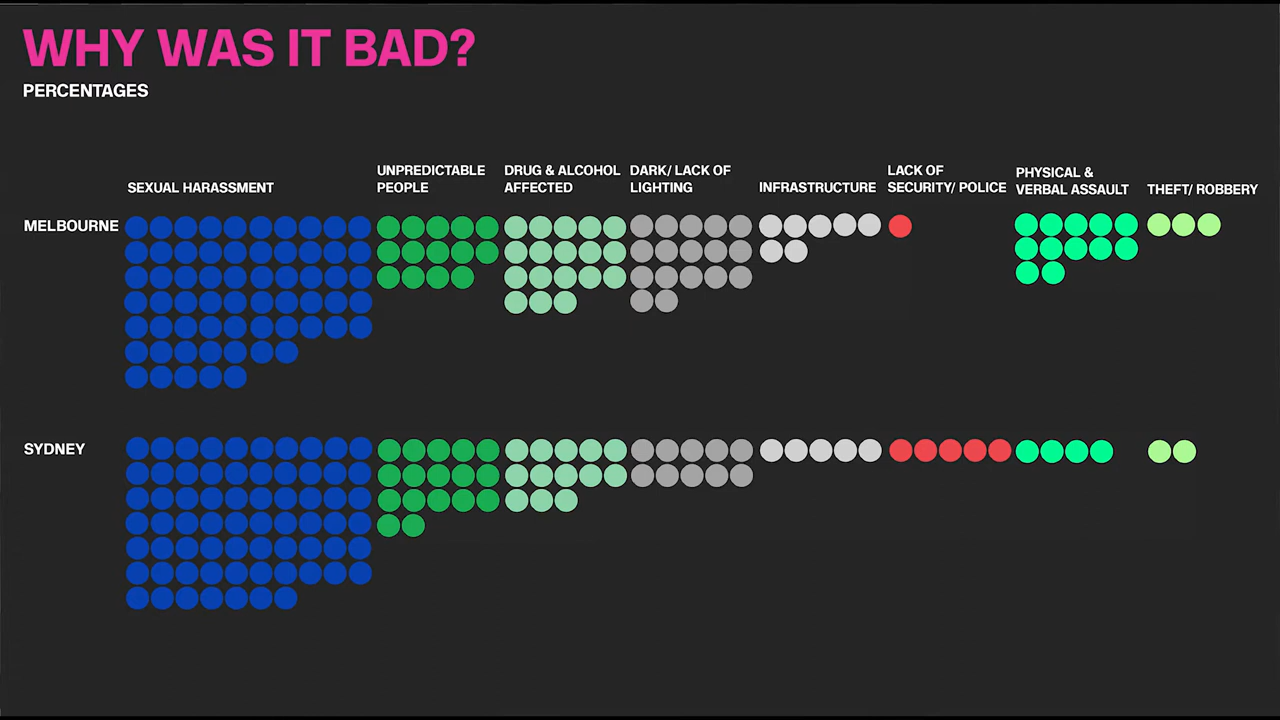 WHY WAS IT BAD?
PERCENTAGES
SEXUAL HARASSMENT
UNPREDICTABLE
PEOPLE
DRUG & ALCOHOL
AFFECTED
DARK/ LACK OF
LIGHTING
INFRASTRUCTURE
LACK OF
SECURITY/ POLICE
PHYSICAL &
VERBAL ASSAULT
THEFT/ ROBBERY
MELBOURNE
SYDNEY